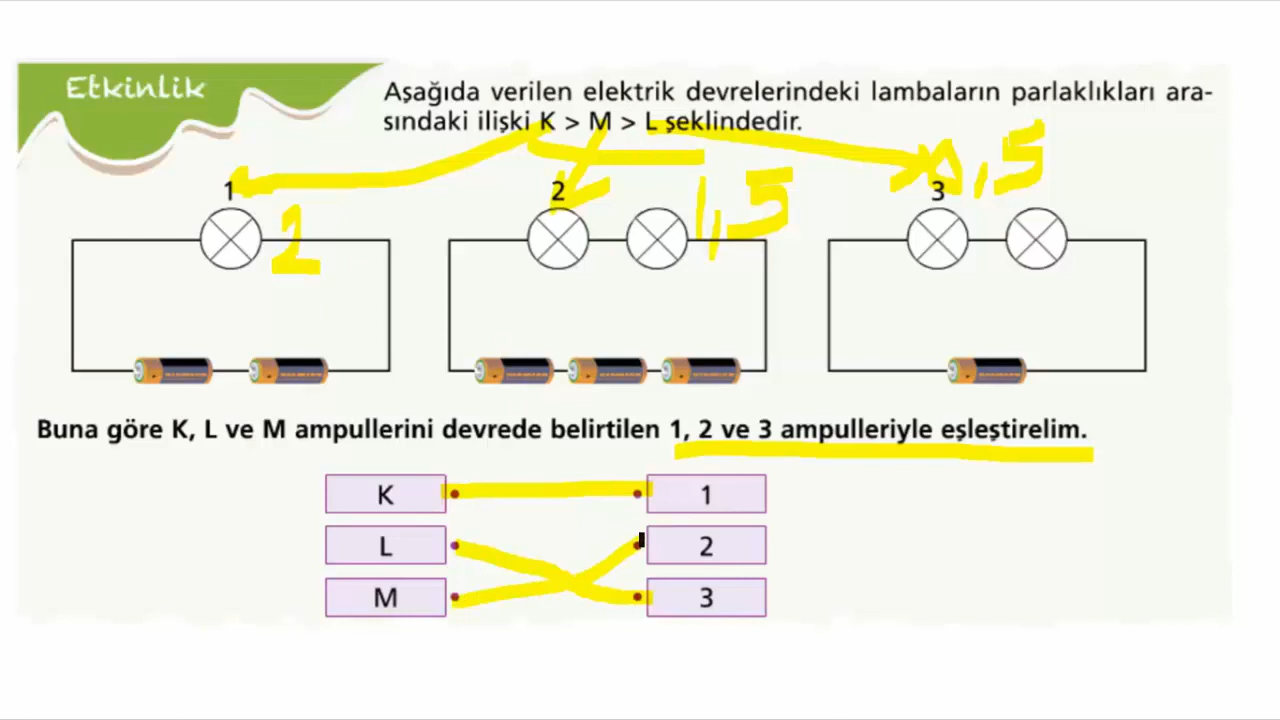 Etkinlik
Aşağıda verilen elektrik devrelerindeki lambaların parlaklıkları ara-
sındaki ilişki K > M > L şeklindedir.
1
2
3
2
1,5
0,5
Buna göre K, L ve M ampullerini devrede belirtilen 1, 2 ve 3 ampulleriyle eşleştirelim.
K
1
L
2
M
3